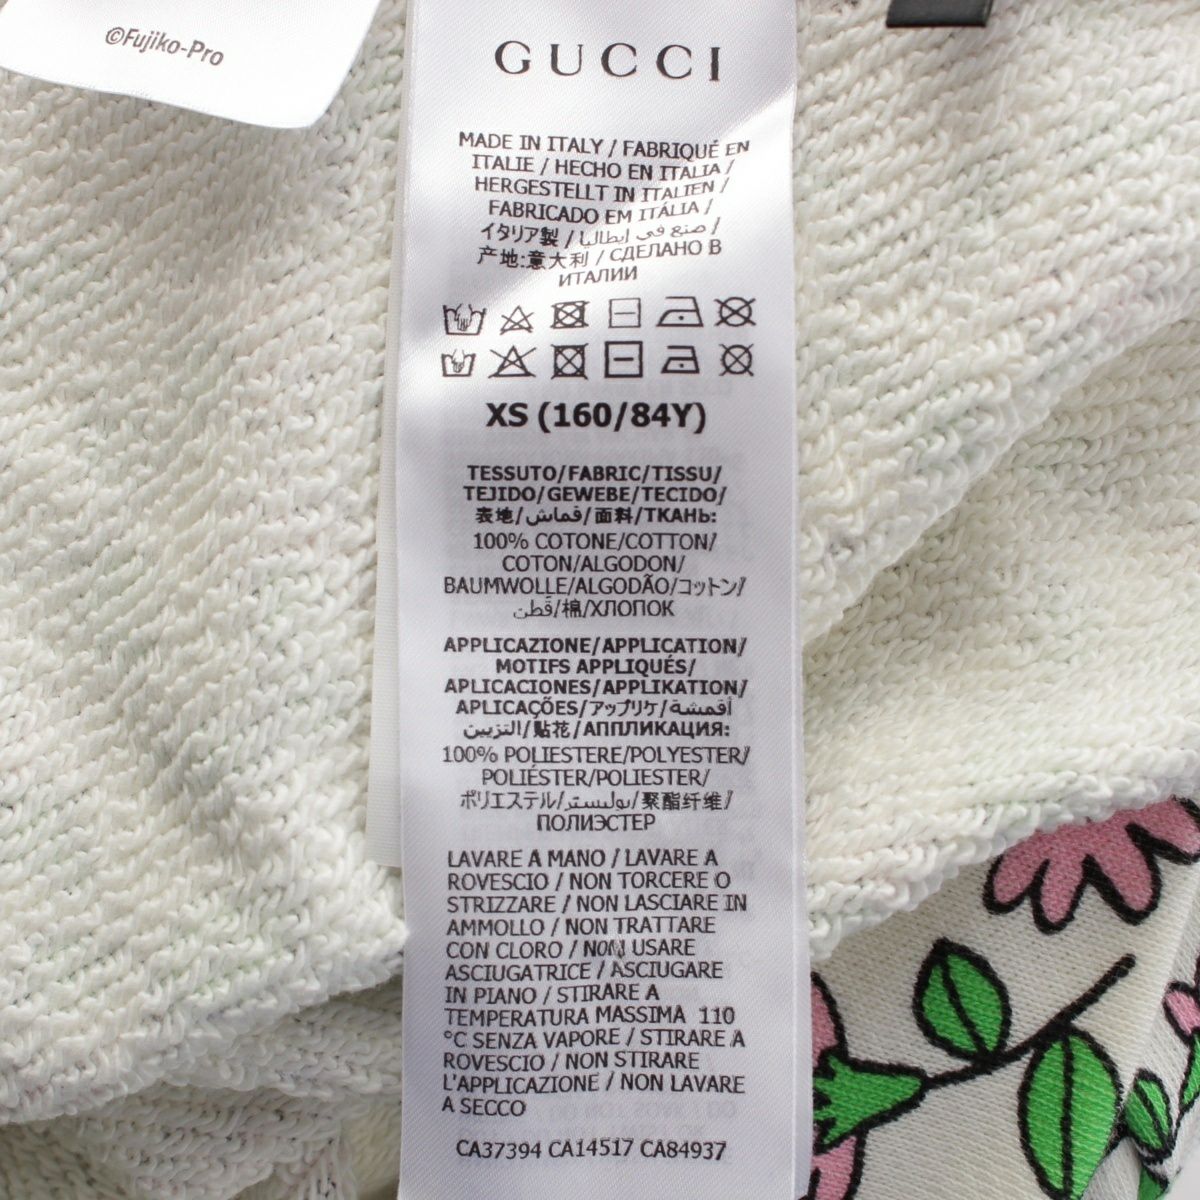 ©Fujiko-Pro
GUCCI
MADE IN ITALY / FABRIQUÉ EN
ITALIE / HECHO EN ITALIA /
HERGESTELLT IN ITALIEN /
FABRICADO EM ITÁLIA /
イタリア製 / صنع في ايطاليا /
产地:意大利 / СДЕЛАНО В
ИТАЛИИ
XS (160/84Y)
TESSUTO/FABRIC/TISSU/
TEJIDO/GEWEBE/TECIDO/
表地/قماش/面料/ТКАНЬ:
100% COTONE/COTTON/
COTON/ALGODON/
BAUMWOLLE/ALGODÃO/コットン/
قطن/棉/ХЛОПОК
APPLICAZIONE/APPLICATION/
MOTIFS APPLIQUÉS/
APLICACIONES/APPLIKATION/
APLICAÇÕES/アップリケ/أقمشة
التزيين/贴花/АППЛИКАЦИЯ:
100% POLIESTERE/POLYESTER/
POLIÉSTER/POLIESTER/
ポリエステル/بوليستر/聚酯纤维/
ПОЛИЭСТЕР
LAVARE A MANO / LAVARE A
ROVESCIO / NON TORCERE O
STRIZZARE / NON LASCIARE IN
AMMOLLO / NON TRATTARE
CON CLORO / NON USARE
ASCIUGATRICE / ASCIUGARE
IN PIANO / STIRARE A
TEMPERATURA MASSIMA 110
°C SENZA VAPORE / STIRARE A
ROVESCIO / NON STIRARE
L'APPLICAZIONE / NON LAVARE
A SECCO
CA37394 CA14517 CA84937